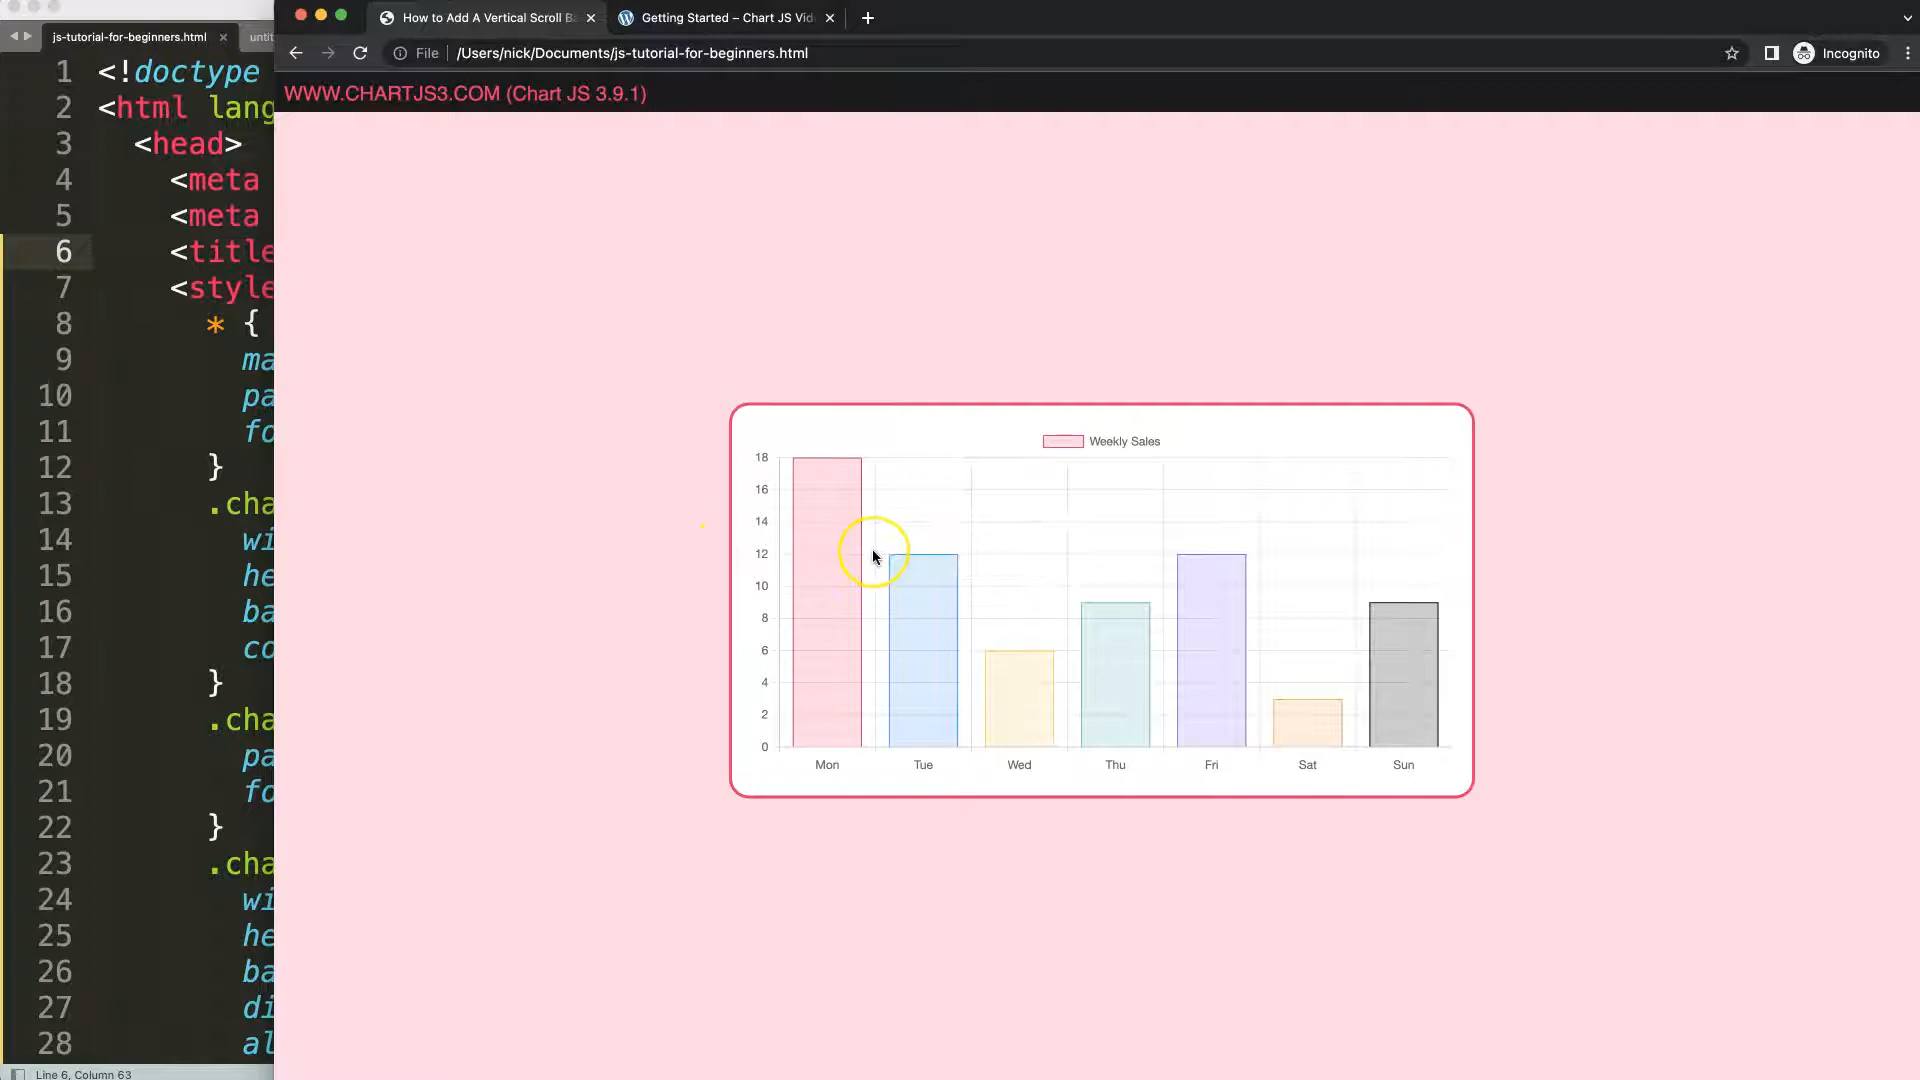 How to Add A Vertical Scroll Ba
Getting Started – Chart JS Vid
js-tutorial-for-beginners.html
untit
File
/Users/nick/Documents/js-tutorial-for-beginners.html
Incognito
WWW.CHARTJS3.COM (Chart JS 3.9.1)
1 <!doctype
2 <html lang
3 <head>
4 <meta
5 <meta
6 <title
7 <style
8 * {
9 ma
10 pa
11 fo
12 }
13 .cha
14 wi
15 he
16 ba
17 co
18 }
19 .cha
20 pa
21 fo
22 }
23 .cha
24 wi
25 he
26 ba
27 di
28 al
Line 6, Column 63
Weekly Sales
18
16
14
12
10
8
6
4
2
0
Mon Tue Wed Thu Fri Sat Sun